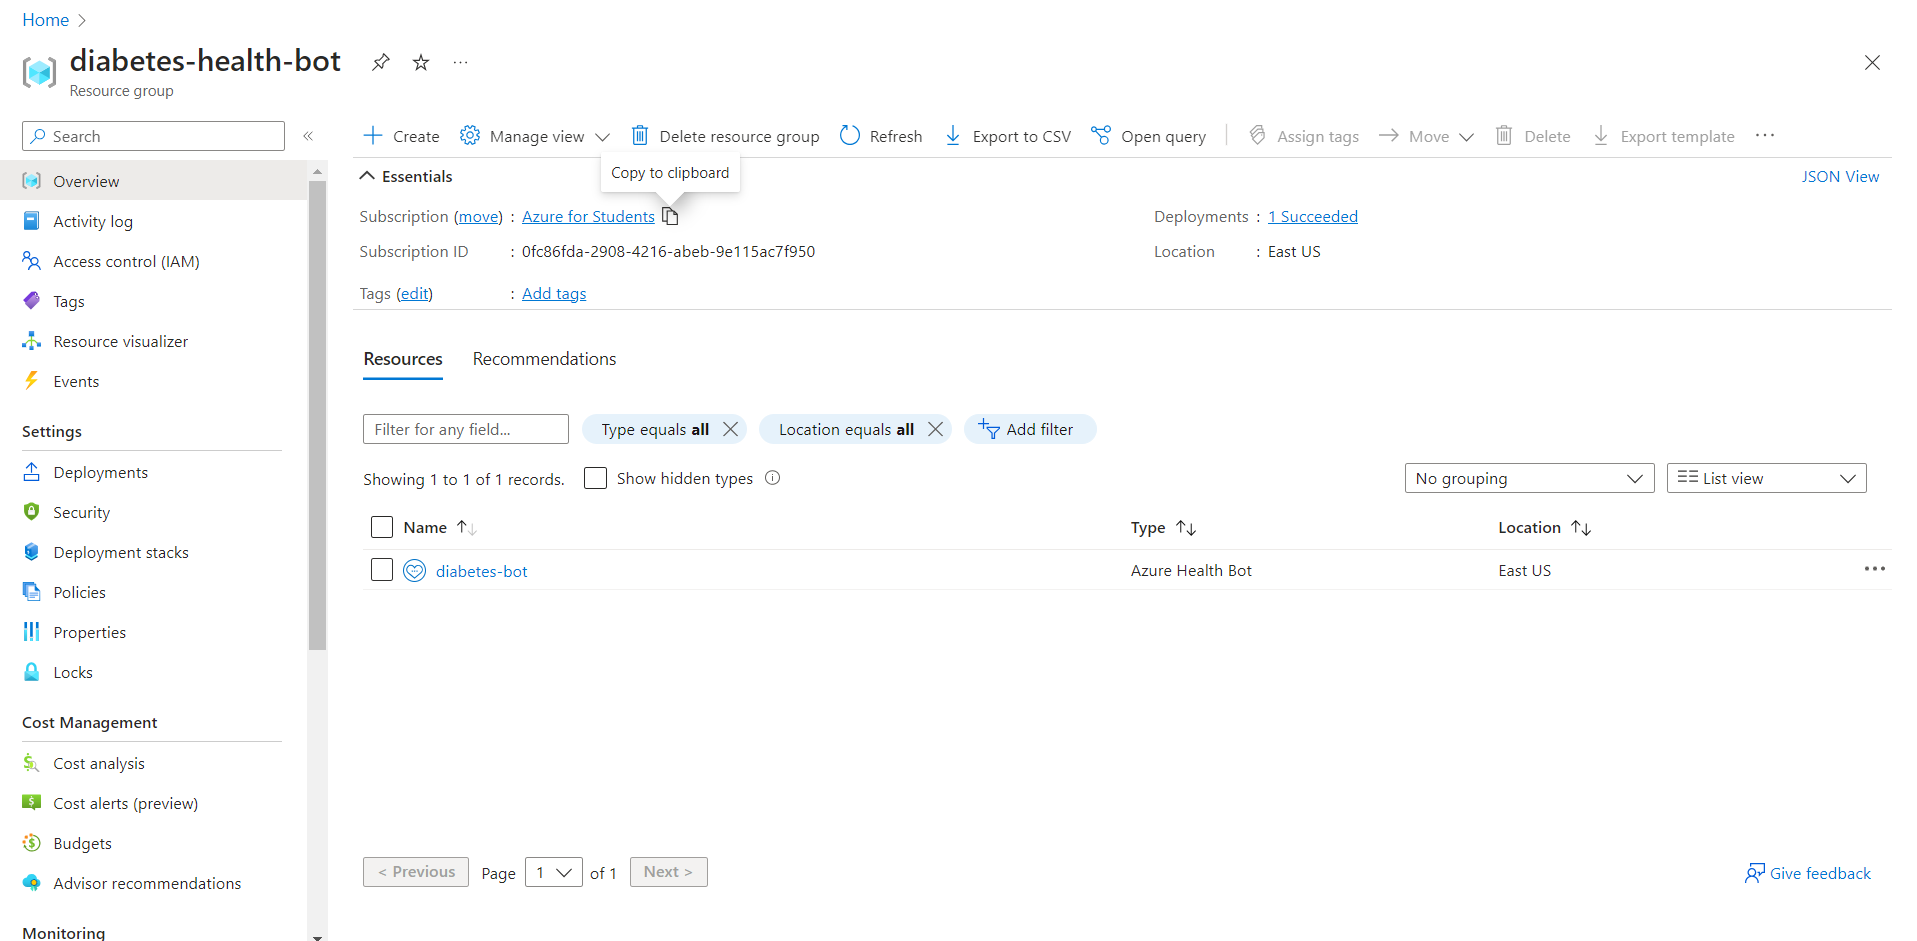 Home
diabetes-health-bot
Resource group
Search
Create
Manage view
Delete resource group
Refresh
Export to CSV
Open query
Assign tags
Move
Delete
Export template
Copy to clipboard
Overview
Activity log
Access control (IAM)
Tags
Resource visualizer
Events
Settings
Deployments
Security
Deployment stacks
Policies
Properties
Locks
Cost Management
Cost analysis
Cost alerts (preview)
Budgets
Advisor recommendations
Monitoring
Essentials
JSON View
Subscription (move) : Azure for Students
Deployments : 1 Succeeded
Subscription ID : 0fc86fda-2908-4216-abeb-9e115ac7f950
Location : East US
Tags (edit) : Add tags
Resources
Recommendations
Filter for any field...
Type equals all
Location equals all
Add filter
Showing 1 to 1 of 1 records.
Show hidden types
No grouping
List view
Name
Type
Location
diabetes-bot
Azure Health Bot
East US
< Previous
Page 1 of 1
Next >
Give feedback